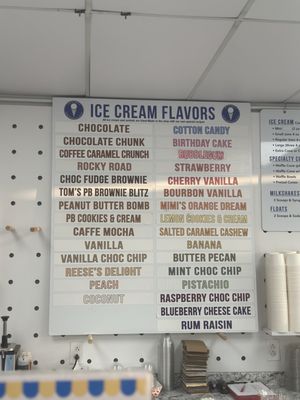 ICE CREAM FLAVORS
CHOCOLATE
CHOCOLATE CHUNK
COFFEE CARAMEL CRUNCH
ROCKY ROAD
CHOC FUDGE BROWNIE
TOM'S PB BROWNIE BLITZ
PEANUT BUTTER BOMB
PB COOKIES & CREAM
CAFFE MOCHA
VANILLA
VANILLA CHOC CHIP
REESE'S DELIGHT
PEACH
COCONUT
COTTON CANDY
BIRTHDAY CAKE
BUBBLEGUM
STRAWBERRY
CHERRY VANILLA
BOURBON VANILLA
MIMI'S ORANGE DREAM
LEMON COOKIES & CREAM
SALTED CARAMEL CASHEW
BANANA
BUTTER PECAN
MINT CHOC CHIP
PISTACHIO
RASPBERRY CHOC CHIP
BLUEBERRY CHEESE CAKE
RUM RAISIN
ICE CREAM
SPECIALTY
MILKSHAKES
FLOATS